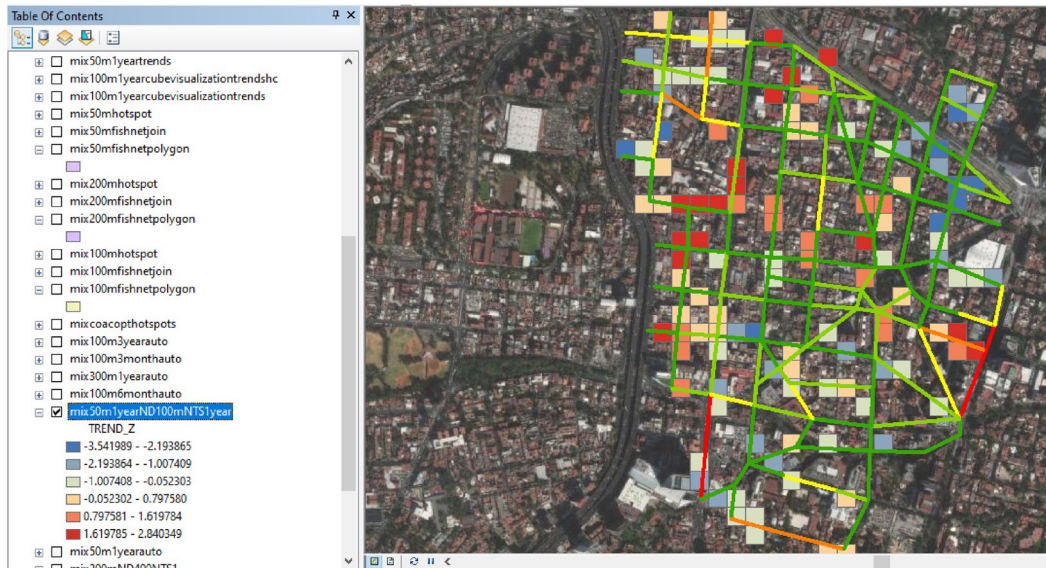 Table Of Contents
mix50m1yeartrends
mix100m1yearcubevisualizationtrendshc
mix100m1yearcubevisualizationtrends
mix50mhotspot
mix50mfishnetjoin
mix50mfishnetpolygon
mix200mhotspot
mix200mfishnetjoin
mix200mfishnetpolygon
mix100mhotspot
mix100mfishnetjoin
mix100mfishnetpolygon
mixcoacopthotspots
mix100m3yearauto
mix100m3monthauto
mix300m1yearauto
mix100m6monthauto
mix50m1yearND100mNTS1year
TREND_Z
-3.541989 - -2.193865
-2.193864 - -1.007409
-1.007408 - -0.052303
-0.052302 - 0.797580
0.797581 - 1.619784
1.619785 - 2.840349
mix50m1yearauto